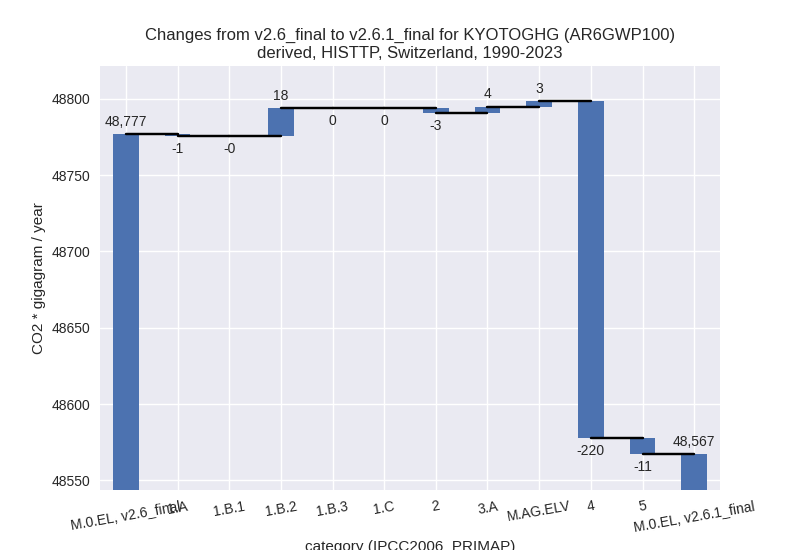 Changes from v2.6_final to v2.6.1_final for KYOTOGHG (AR6GWP100)
derived, HISTTP, Switzerland, 1990-2023
CO2 * gigagram / year
48800
48750
48700
48650
48600
48550
48,777
-1
-0
18
0
0
-3
4
3
-220
-11
48,567
M.0.EL, v2.6_final
1.A
1.B.1
1.B.2
1.B.3
1.C
2
3.A
M.AG.ELV
4
5
M.0.EL, v2.6.1_final
category (IPCC2006_PRIMAP)